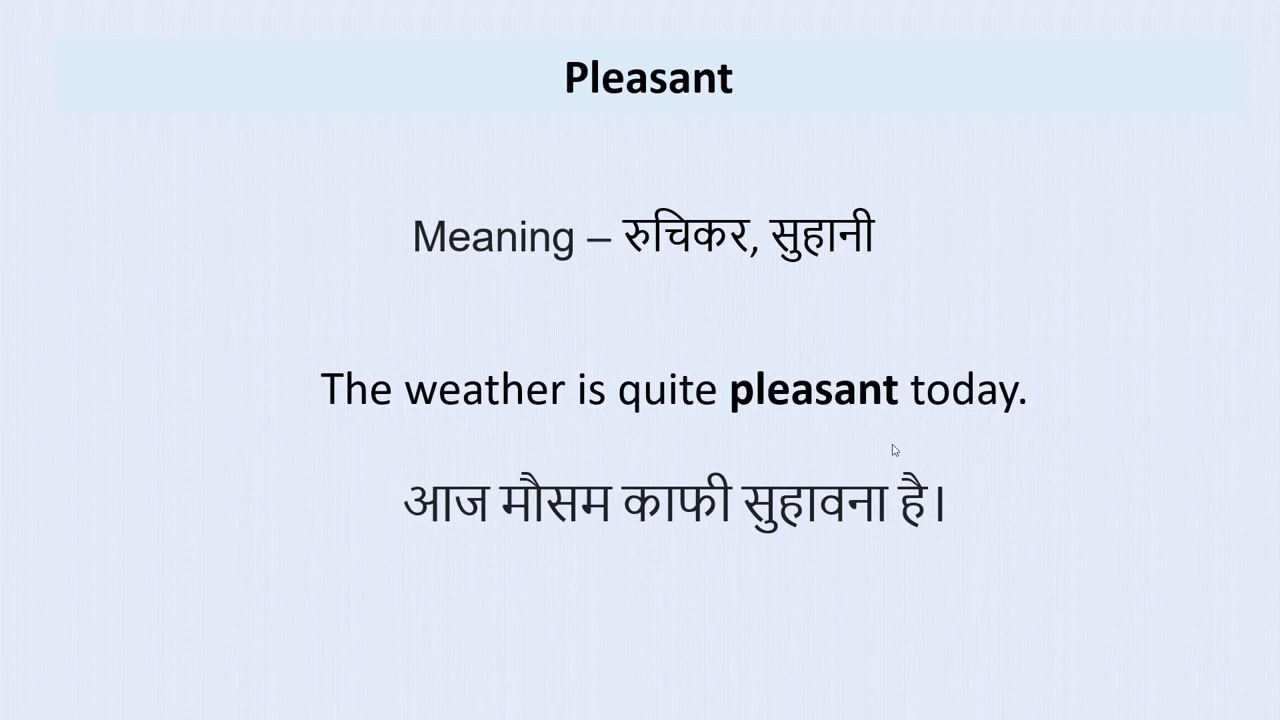 Pleasant
Meaning – रुचिकर, सुहानी
The weather is quite pleasant today.
आज मौसम काफी सुहावना है।